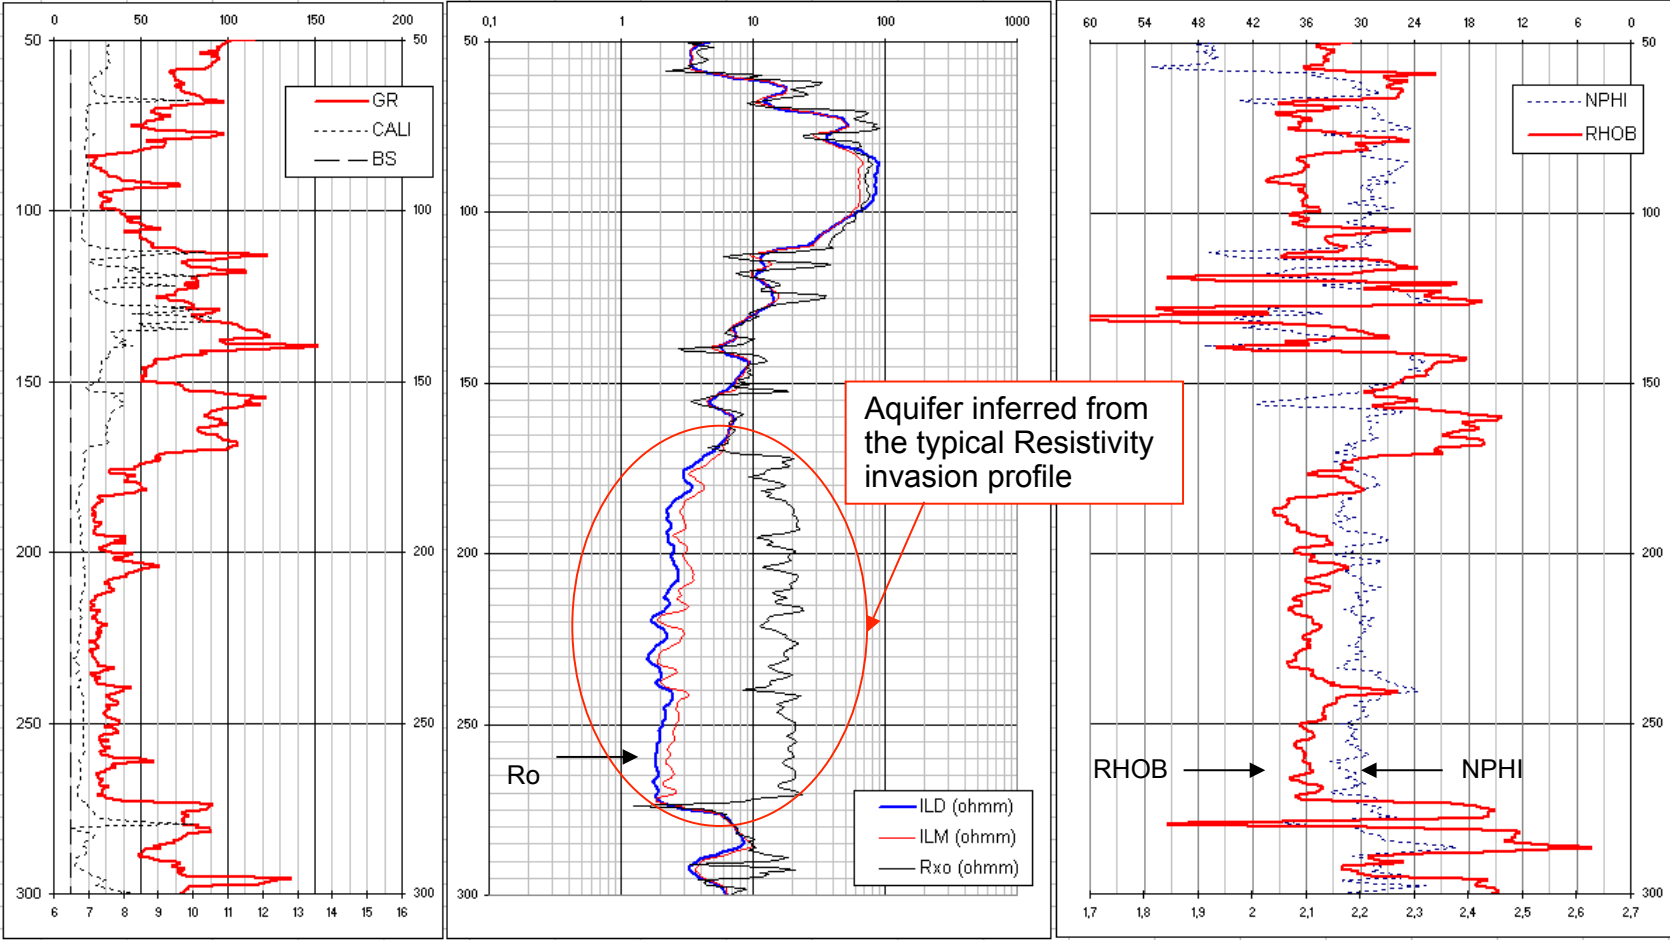 0 50 100 150 200
0,1 1 10 100 1000
60 54 48 42 36 30 24 18 12 6 0
50 50
50
50
GR
CALI
BS
NPHI
RHOB
100 100
100
100
150 150
150
150
Aquifer inferred from
the typical Resistivity
invasion profile
200 200
200
200
250 250
250
250
Ro
RHOB
NPHI
ILD (ohmm)
ILM (ohmm)
Rxo (ohmm)
300 300
300
300
6 7 8 9 10 11 12 13 14 15 16
1,7 1,8 1,9 2 2,1 2,2 2,3 2,4 2,5 2,6 2,7